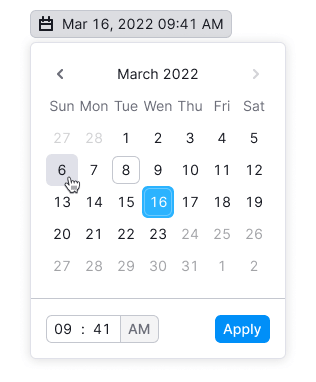 Mar 16, 2022 09:41 AM
March 2022
Sun Mon Tue Wen Thu Fri Sat
27 28 1 2 3 4 5
6 7 8 9 10 11 12
13 14 15 16 17 18 19
20 21 22 23 24 25 26
27 28 29 30 31 1 2
09 : 41 AM Apply